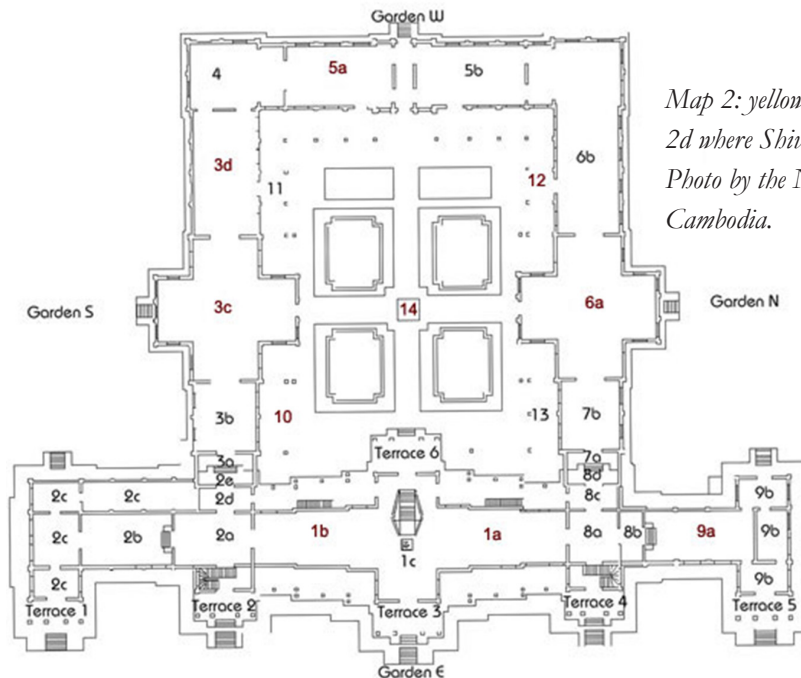 Garden W
4
5a
5b
Map 2: yellow
2d where Shiv
Photo by the N
Cambodia.
3d
11
12
6b
Garden S
3c
14
6a
Garden N
3b
10
13
7b
3a
Terrace 6
7a
2e
8d
2c
2c
2d
8c
9b
2c
2b
2a
1b
1a
8a
8b
9a
9b
1c
2c
9b
Terrace 1
Terrace 2
Terrace 3
Terrace 4
Terrace 5
Garden E